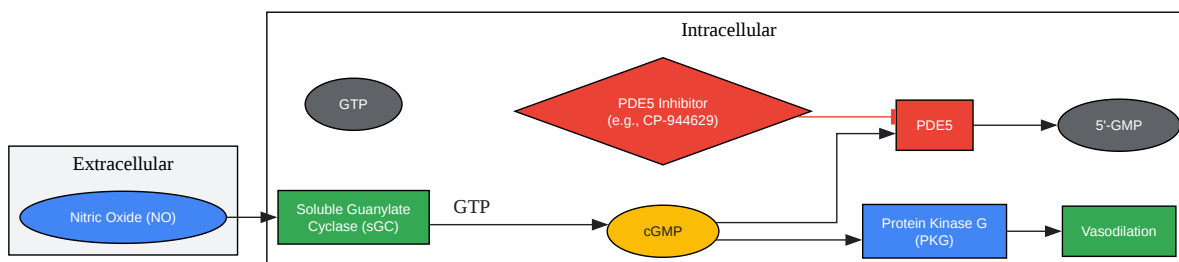 Intracellular
GTP
PDE5 Inhibitor
(e.g., CP-944629)
PDE5
5'-GMP
Extracellular
Nitric Oxide (NO)
Soluble Guanylate
Cyclase (sGC)
GTP
cGMP
Protein Kinase G
(PKG)
Vasodilation